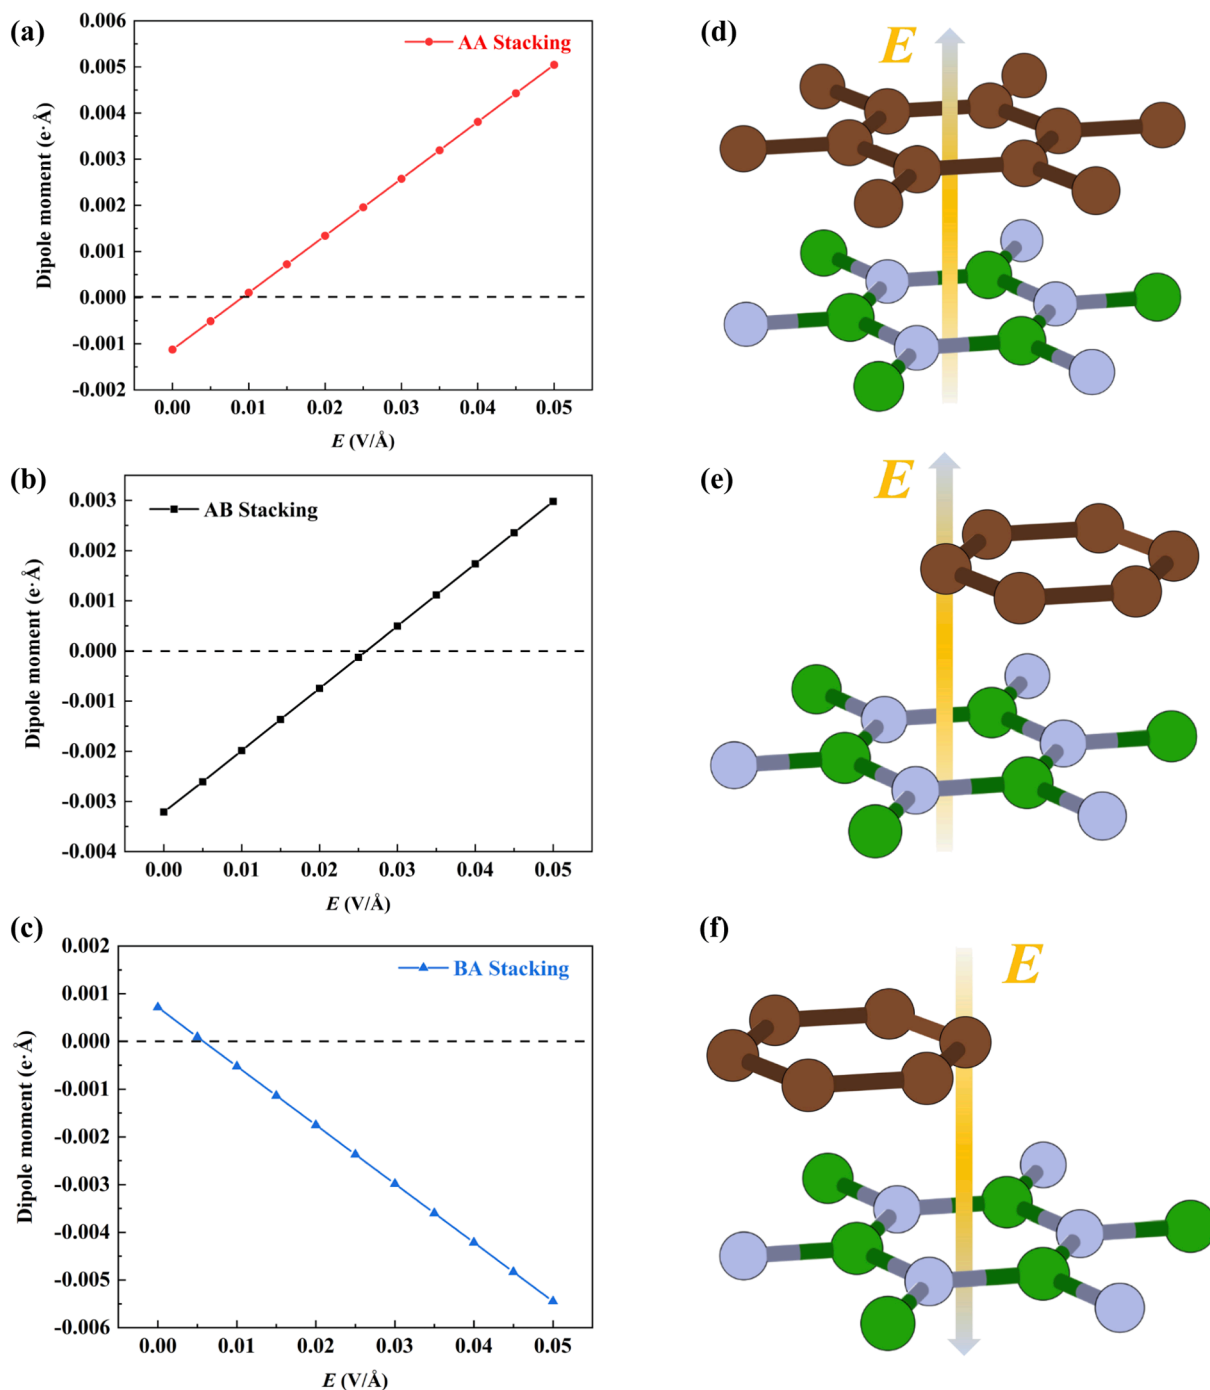 (a)
AA Stacking
Dipole moment (e·Å)
0.006
0.005
0.004
0.003
0.002
0.001
0.000
-0.001
-0.002
0.00 0.01 0.02 0.03 0.04 0.05
E (V/Å)
(d)
E
(b)
AB Stacking
Dipole moment (e·Å)
0.003
0.002
0.001
0.000
-0.001
-0.002
-0.003
-0.004
0.00 0.01 0.02 0.03 0.04 0.05
E (V/Å)
(e)
E
(c)
BA Stacking
Dipole moment (e·Å)
0.002
0.001
0.000
-0.001
-0.002
-0.003
-0.004
-0.005
-0.006
0.00 0.01 0.02 0.03 0.04 0.05
E (V/Å)
(f)
E